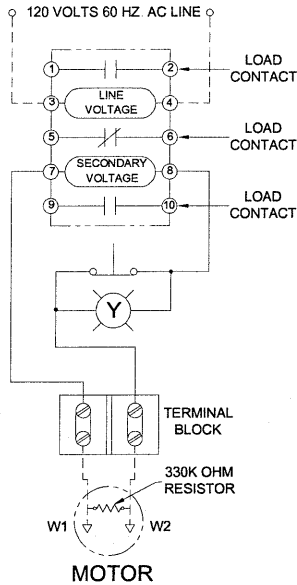 120 VOLTS 60 HZ. AC LINE
1
2
LOAD
CONTACT
3
LINE
VOLTAGE
4
5
6
LOAD
CONTACT
7
SECONDARY
VOLTAGE
8
9
10
LOAD
CONTACT
Y
TERMINAL
BLOCK
330K OHM
RESISTOR
W1
W2
MOTOR